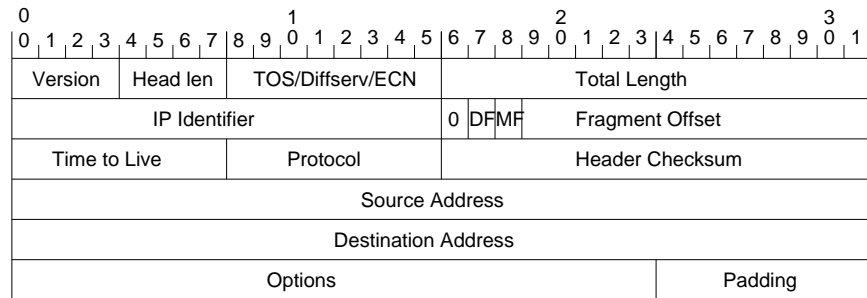 0 1 2 3
0 1 2 3 4 5 6 7 8 9 0 1 2 3 4 5 6 7 8 9 0 1 2 3 4 5 6 7 8 9 0 1
Version Head len TOS/Diffserv/ECN Total Length
IP Identifier 0 DF MF Fragment Offset
Time to Live Protocol Header Checksum
Source Address
Destination Address
Options Padding